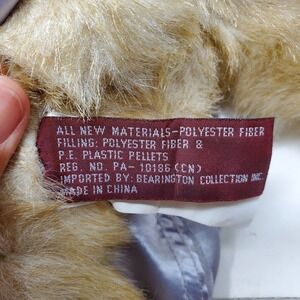 ALL NEW MATERIALS-POLYESTER FIBER
FILLING: POLYESTER FIBER &
P.E. PLASTIC PELLETS
REG. NO. PA- 10186 (CN)
IMPORTED BY: BEARINGTON COLLECTION INC.
MADE IN CHINA